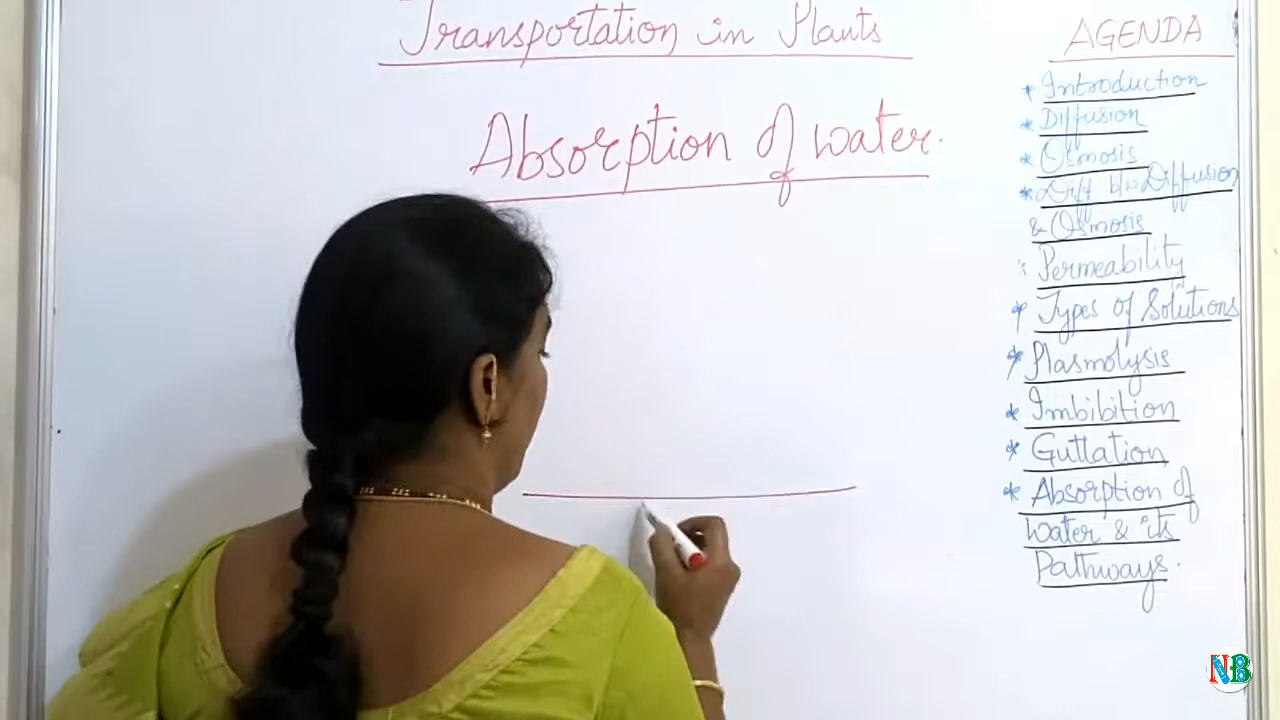 Transportation in Plants
Absorption of water.
AGENDA
* Introduction
* Diffusion
* Osmosis
* Diff b/w Diffusion
& Osmosis
* Permeability
* Types of Solutions
* Plasmolysis
* Imbibition
* Guttation
* Absorption of
Water & its
Pathways.
NB